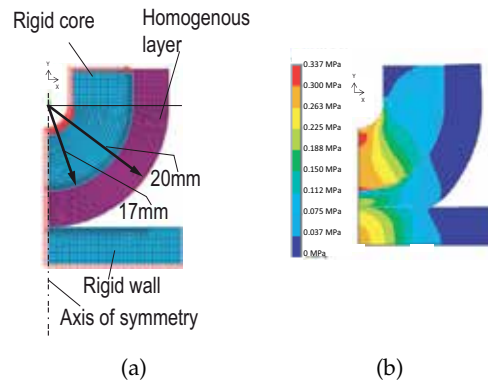 Rigid core
Homogenous
layer
Y
X
20mm
17mm
Rigid wall
Axis of symmetry
(a)
0.337 MPa
0.300 MPa
0.263 MPa
0.225 MPa
0.188 MPa
0.150 MPa
0.112 MPa
0.075 MPa
0.037 MPa
0 MPa
Y
X
(b)